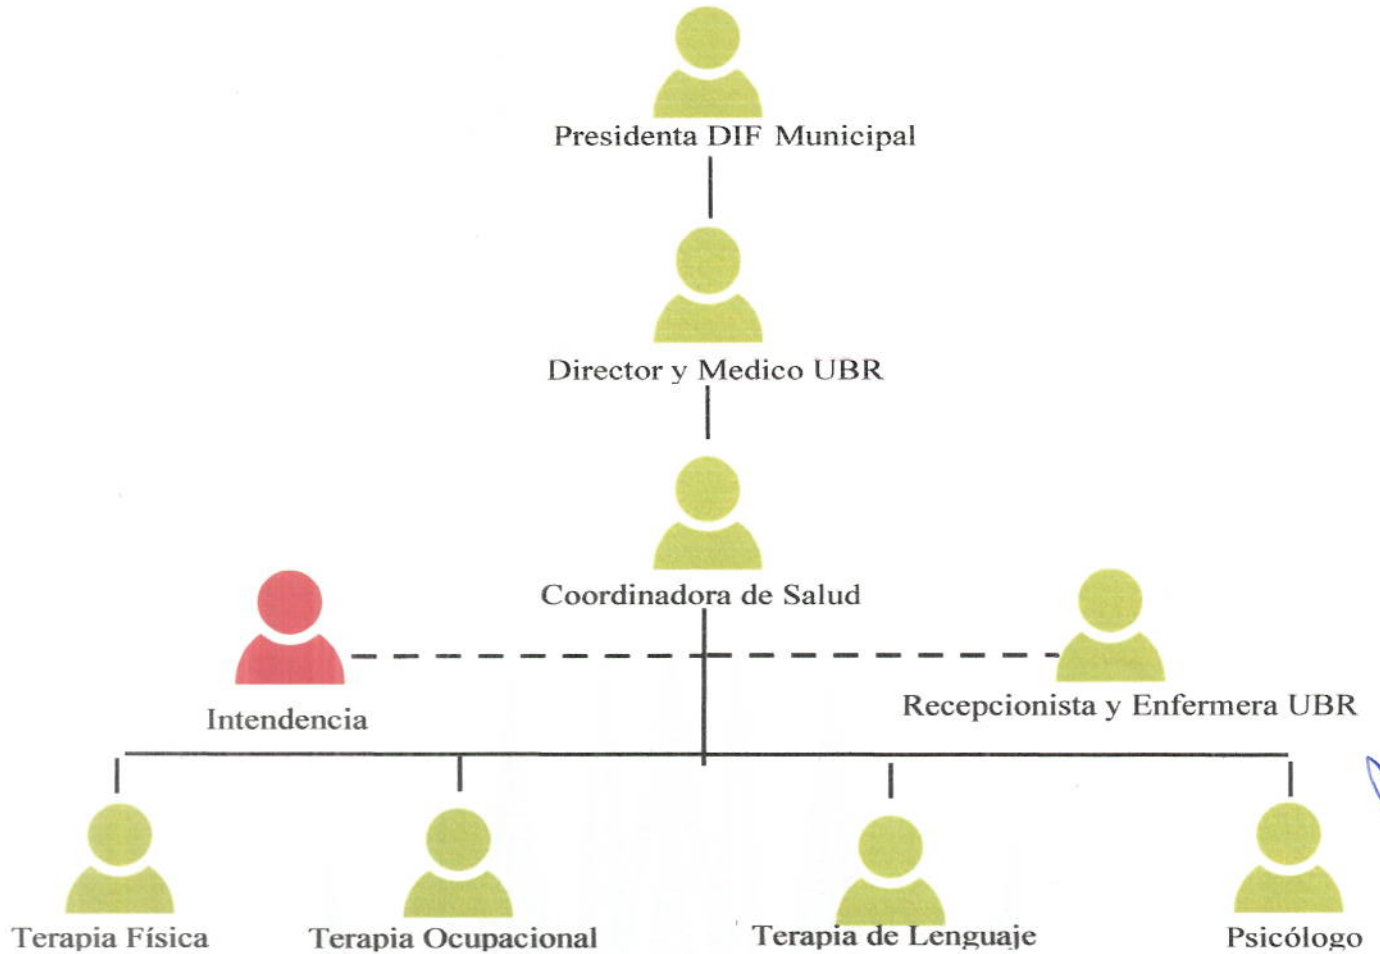 Presidenta DIF Municipal
Director y Medico UBR
Coordinadora de Salud
Intendencia
Recepcionista y Enfermera UBR
Terapia Física
Terapia Ocupacional
Terapia de Lenguaje
Psicólogo